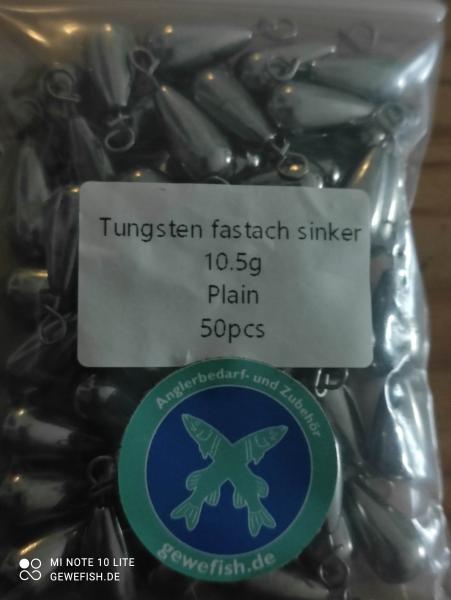 Tungsten fastach sinker
10.5g
Plain
50pcs
Anglerbedarf- und Zubehör
gewefish.de
MI NOTE 10 LITE
GEWEFISH.DE